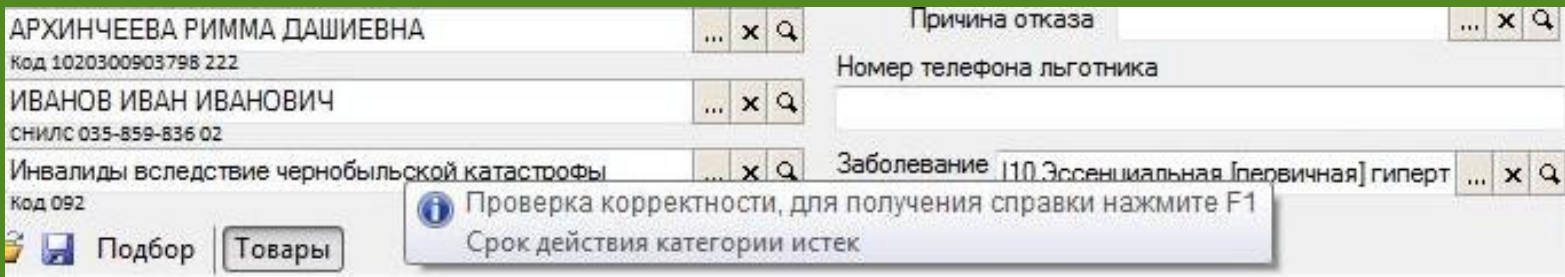 АРХИНЧЕЕВА РИММА ДАШИЕВНА ... x
Причина отказа ... x
Код 1020300903798 222
Номер телефона льготника
ИВАНОВ ИВАН ИВАНОВИЧ ... x
СНИЛС 035-859-836 02
Инвалиды вследствие чернобыльской катастрофы ... x
Заболевание I10 Эссенциальная [первичная] гиперт ... x
Код 092
Проверка корректности, для получения справки нажмите F1
Срок действия категории истек
Подбор Товары